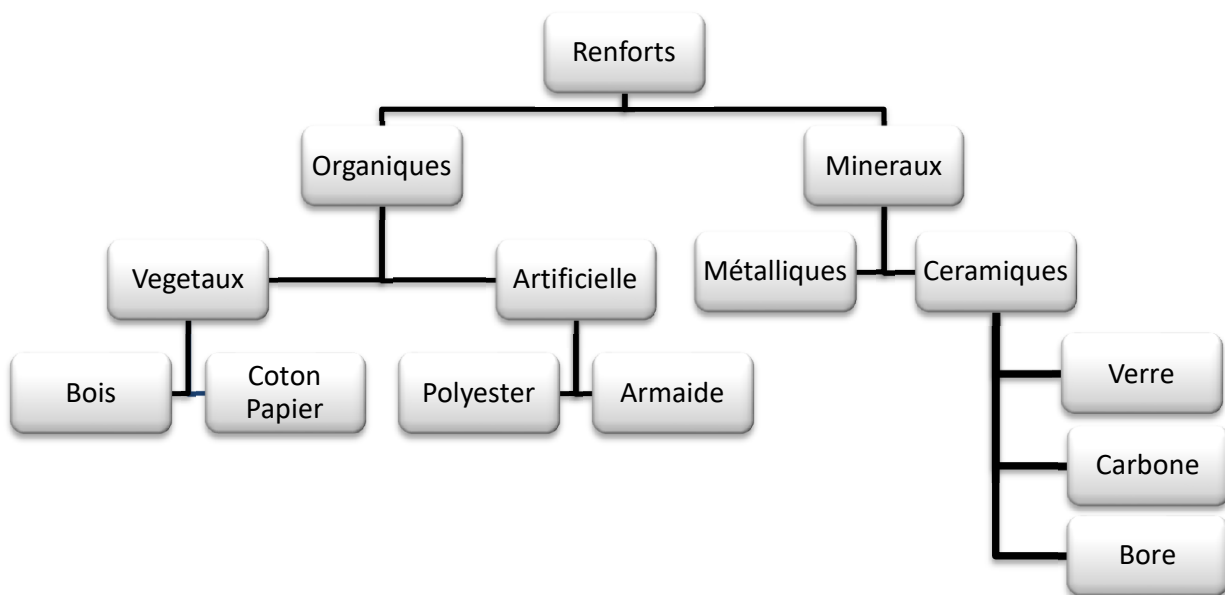 Renforts
Organiques
Mineraux
Vegetaux
Artificielle
Métalliques
Ceramiques
Bois
Coton
Papier
Polyester
Armaide
Verre
Carbone
Bore